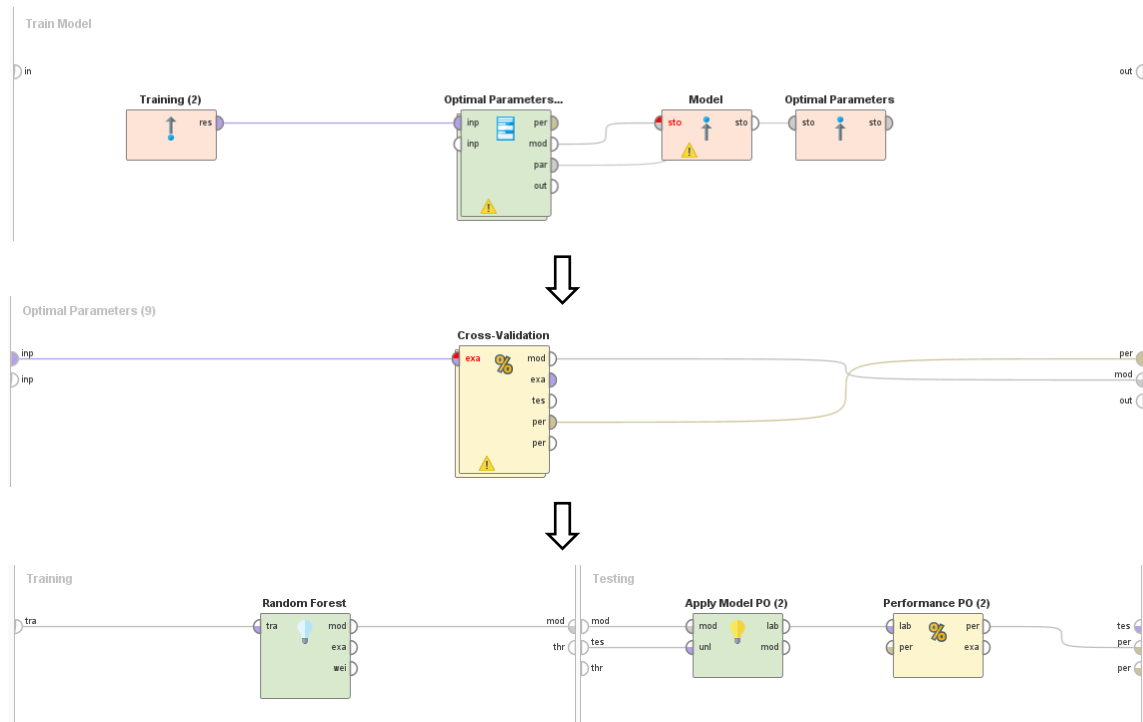 Train Model
in
out
Training (2)
res
Optimal Parameters...
inp
inp
per
mod
par
out
Model
sto
sto
Optimal Parameters
sto
sto
Optimal Parameters (9)
inp
inp
Cross-Validation
exa
mod
exa
tes
per
per
per
mod
out
Training
tra
Random Forest
tra
mod
exa
wei
mod
thr
Testing
mod
tes
thr
Apply Model PO (2)
mod
unl
lab
mod
Performance PO (2)
lab
per
per
exa
tes
per
per